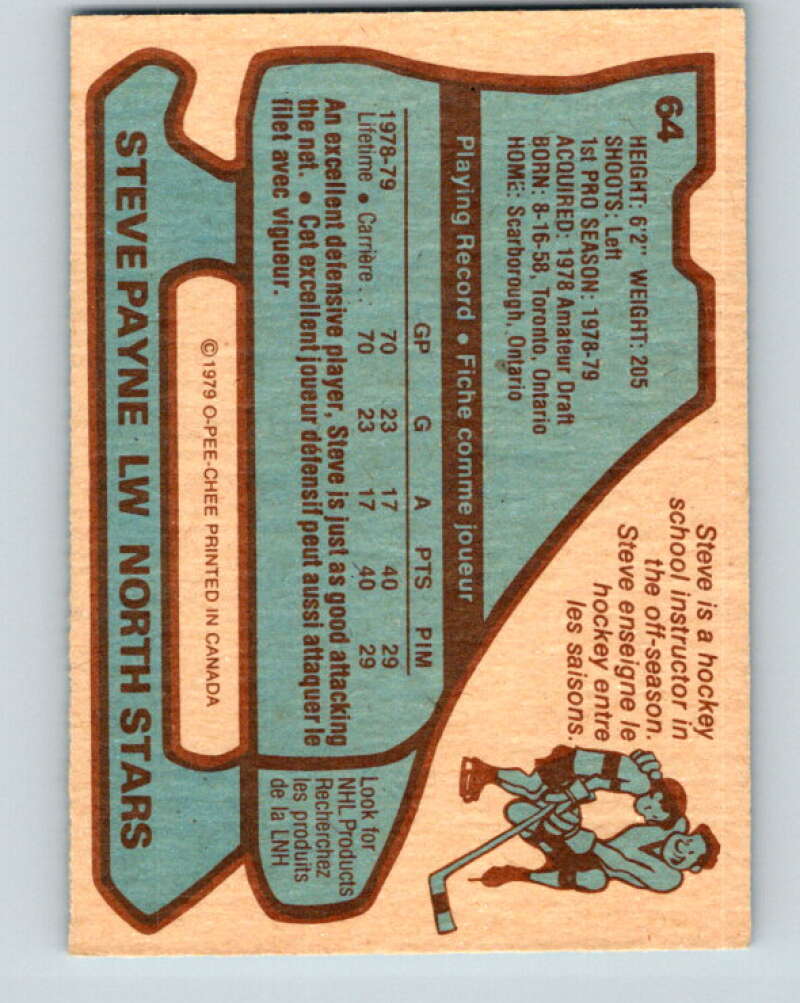 64
HEIGHT: 6'2" WEIGHT: 205
SHOOTS: Left
1st PRO SEASON: 1978-79
ACQUIRED: 1978 Amateur Draft
BORN: 8-16-58, Toronto, Ontario
HOME: Scarborough, Ontario
Steve is a hockey
school instructor in
the off-season.
Steve enseigne le
hockey entre
les saisons.
Playing Record • Fiche comme joueur
GP G A PTS PIM
1978-79 70 23 17 40 29
Lifetime • Carrière : 70 23 17 40 29
An excellent defensive player, Steve is just as good attacking
the net. • Cet excellent joueur défensif peut aussi attaquer le
filet avec vigueur.
Look for
NHL Products
Recherchez
les produits
de la LNH
©1979 O-PEE-CHEE PRINTED IN CANADA
STEVE PAYNE LW NORTH STARS